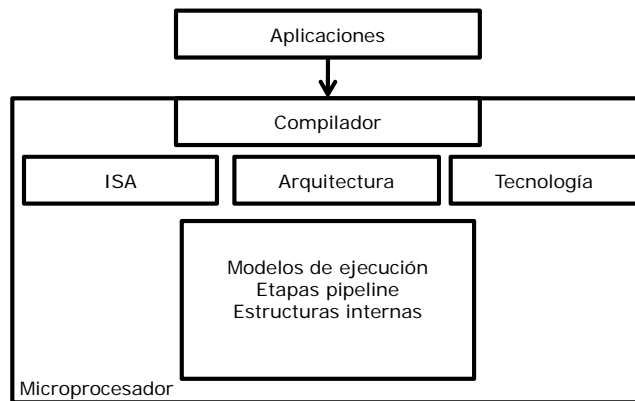 Aplicaciones
Compilador
ISA
Arquitectura
Tecnología
Modelos de ejecución
Etapas pipeline
Estructuras internas
Microprocesador